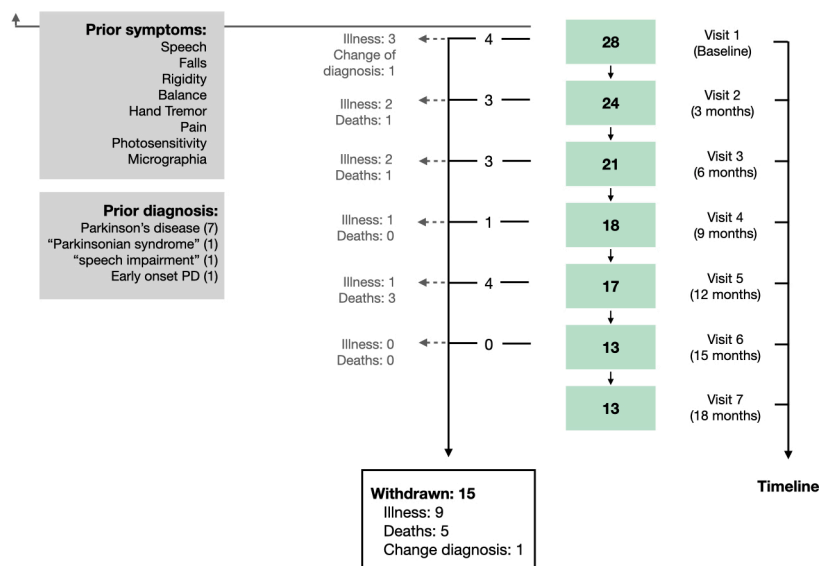 Prior symptoms:
Speech
Falls
Rigidity
Balance
Hand Tremor
Pain
Photosensitivity
Micrographia
Prior diagnosis:
Parkinson’s disease (7)
“Parkinsonian syndrome” (1)
“speech impairment” (1)
Early onset PD (1)
Illness: 3
Change of
diagnosis: 1
4
28
Visit 1
(Baseline)
Illness: 2
Deaths: 1
3
24
Visit 2
(3 months)
Illness: 2
Deaths: 1
3
21
Visit 3
(6 months)
Illness: 1
Deaths: 0
1
18
Visit 4
(9 months)
Illness: 1
Deaths: 3
4
17
Visit 5
(12 months)
Illness: 0
Deaths: 0
0
13
Visit 6
(15 months)
13
Visit 7
(18 months)
Withdrawn: 15
Illness: 9
Deaths: 5
Change diagnosis: 1
Timeline